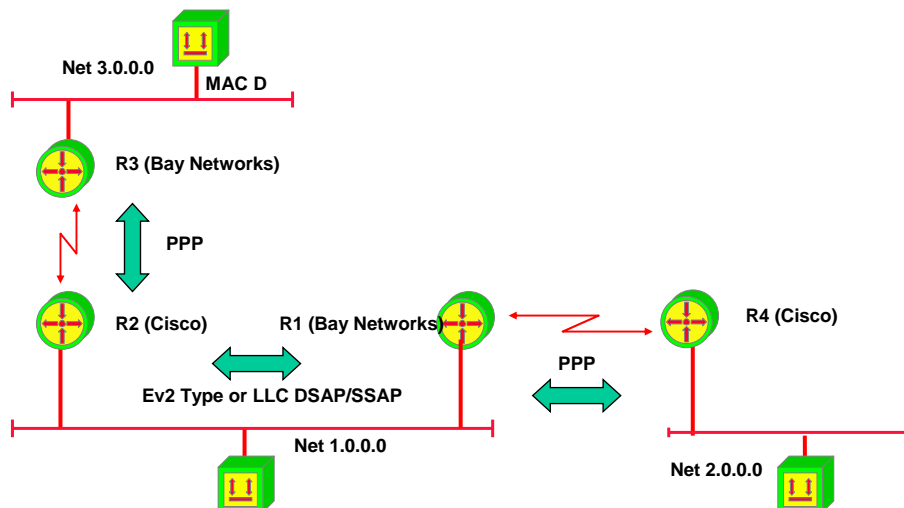 Net 3.0.0.0
MAC D
R3 (Bay Networks)
PPP
R2 (Cisco)
R1 (Bay Networks)
R4 (Cisco)
PPP
Ev2 Type or LLC DSAP/SSAP
Net 1.0.0.0
Net 2.0.0.0